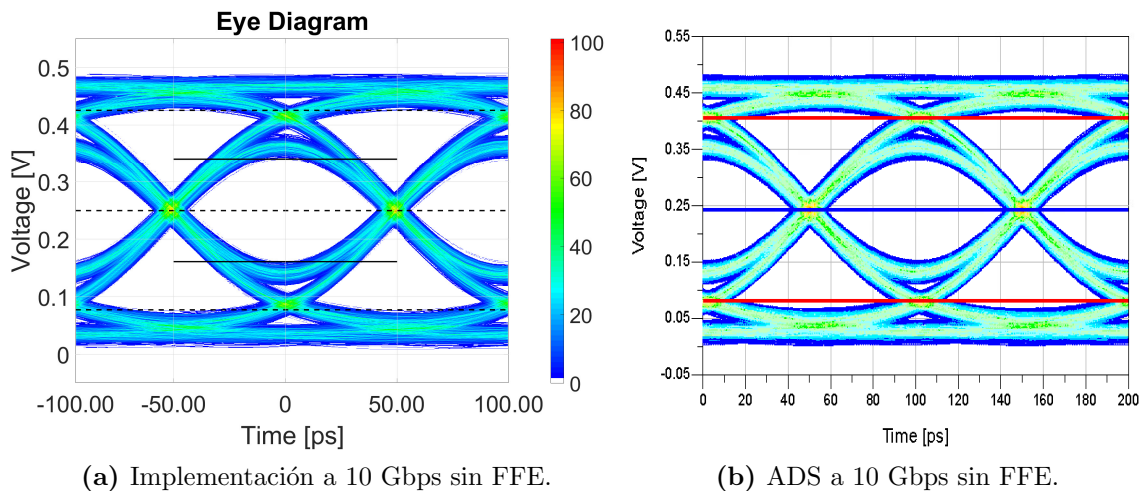 Eye Diagram
Voltage [V]
0.5
0.4
0.3
0.2
0.1
0
-100.00 -50.00 0 50.00 100.00
Time [ps]
100
80
60
40
20
0
(a) Implementación a 10 Gbps sin FFE.
Voltage [V]
0.55
0.45
0.35
0.25
0.15
0.05
-0.05
0 20 40 60 80 100 120 140 160 180 200
Time [ps]
(b) ADS a 10 Gbps sin FFE.